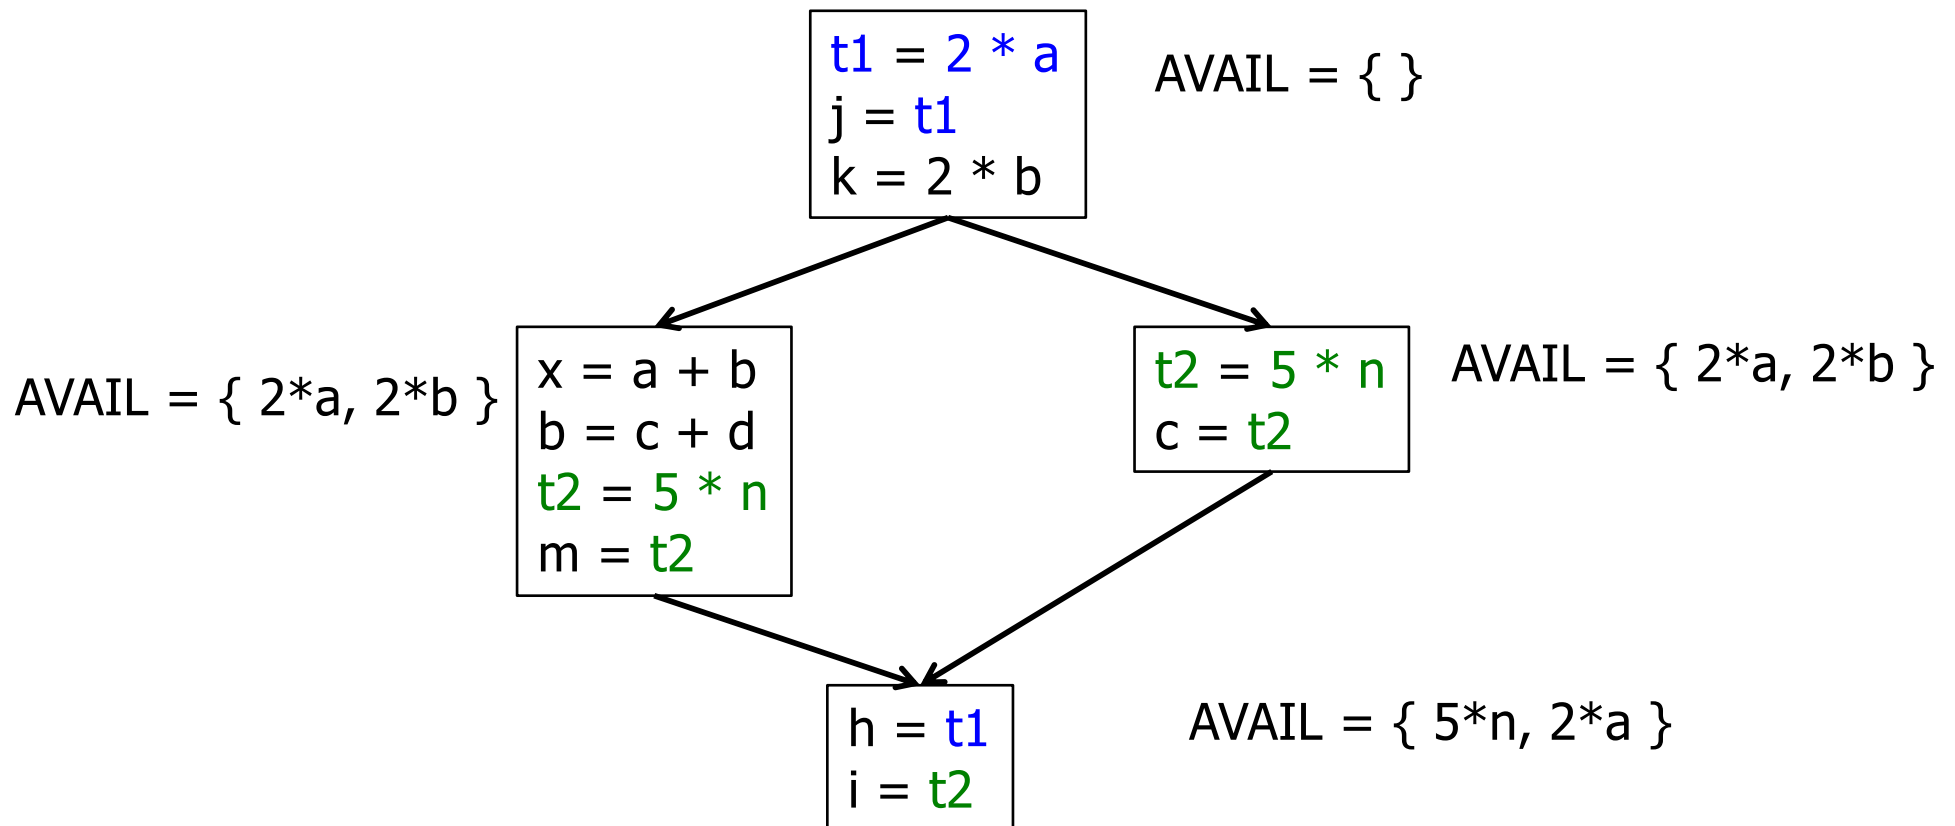 t1 = 2 * a
j = t1
k = 2 * b
AVAIL = { }
AVAIL = { 2*a, 2*b }
x = a + b
b = c + d
t2 = 5 * n
m = t2
t2 = 5 * n
c = t2
AVAIL = { 2*a, 2*b }
h = t1
i = t2
AVAIL = { 5*n, 2*a }